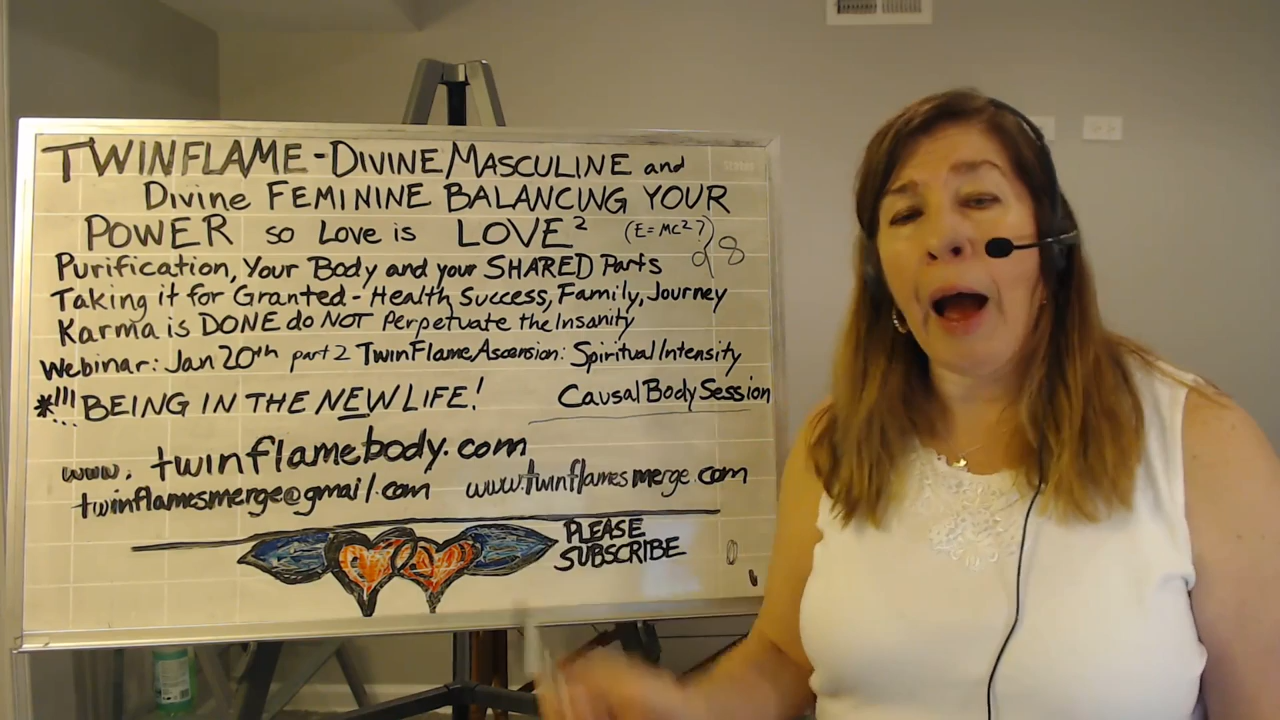 TWINFLAME - DIVINE MASCULINE and
Divine FEMININE BALANCING YOUR
POWER so Love is LOVE² (E=MC²?)
Purification, Your Body and your SHARED Parts
Taking it for Granted - Health, Success, Family, Journey
Karma is DONE do NOT Perpetuate the Insanity
Webinar: Jan 20th part 2 TwinFlame Ascension: Spiritual Intensity
*!!! BEING IN THE NEW LIFE! Causal Body Session
www. twinflamebody.com
twinflamesmerge@gmail.com www.twinflamesmerge.com
PLEASE
SUBSCRIBE